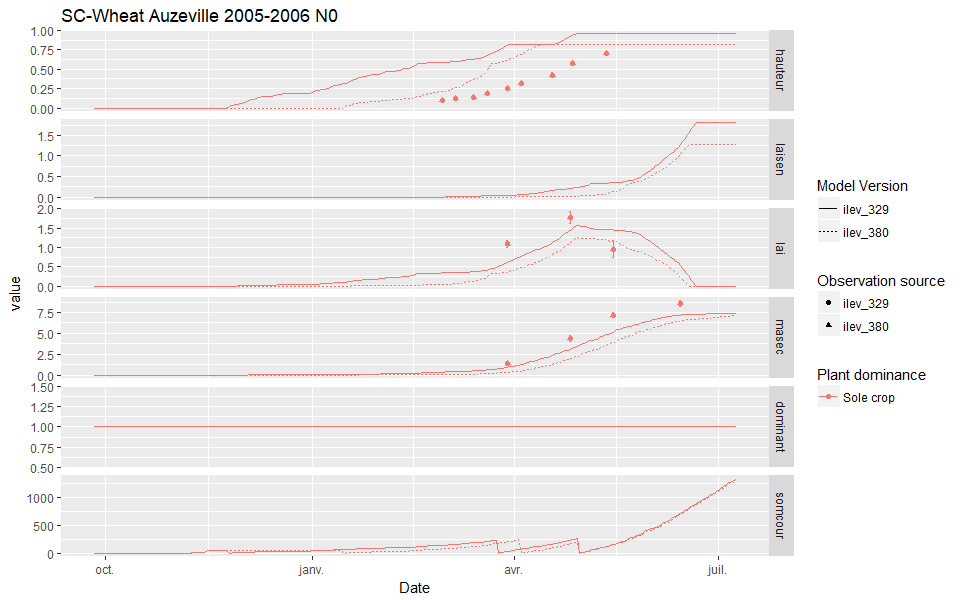 SC-Wheat Auzeville 2005-2006 N0
value
1.00
0.75
0.50
0.25
0.00
hauteur
1.5
1.0
0.5
0.0
laisen
2.0
1.5
1.0
0.5
0.0
lai
7.5
5.0
2.5
0.0
masec
1.50
1.25
1.00
0.75
0.50
dominant
1000
500
0
somcour
oct. janv. avr. juil.
Date
Model Version
ilev_329
ilev_380
Observation source
ilev_329
ilev_380
Plant dominance
Sole crop